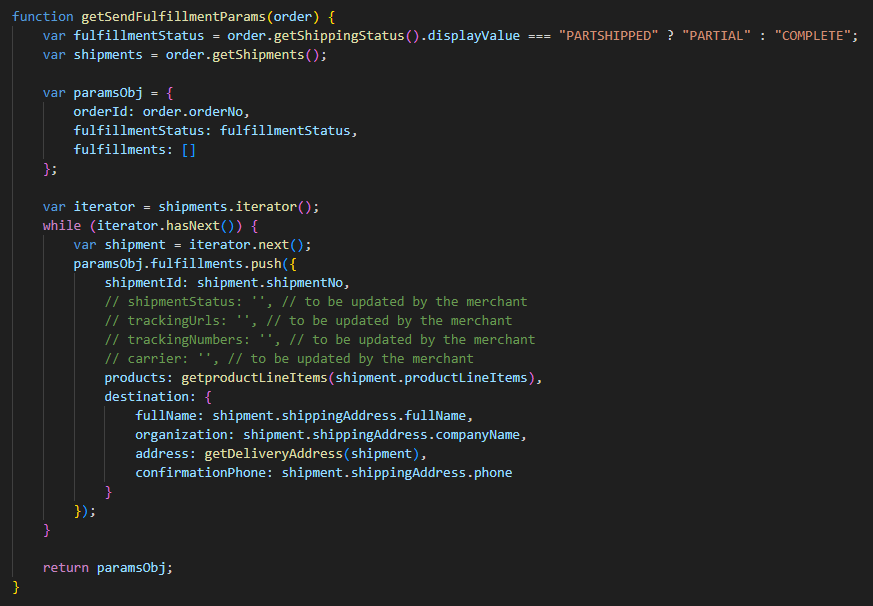 function getSendFulfillmentParams(order) {
    var fulfillmentStatus = order.getShippingStatus().displayValue === "PARTSHIPPED" ? "PARTIAL" : "COMPLETE";
    var shipments = order.getShipments();

    var paramsObj = {
        orderId: order.orderNo,
        fulfillmentStatus: fulfillmentStatus,
        fulfillments: []
    };

    var iterator = shipments.iterator();
    while (iterator.hasNext()) {
        var shipment = iterator.next();
        paramsObj.fulfillments.push({
            shipmentId: shipment.shipmentNo,
            // shipmentStatus: '', // to be updated by the merchant
            // trackingUrls: '', // to be updated by the merchant
            // trackingNumbers: '', // to be updated by the merchant
            // carrier: '', // to be updated by the merchant
            products: getproductLineItems(shipment.productLineItems),
            destination: {
                fullName: shipment.shippingAddress.fullName,
                organization: shipment.shippingAddress.companyName,
                address: getDeliveryAddress(shipment),
                confirmationPhone: shipment.shippingAddress.phone
            }
        });
    }

    return paramsObj;
}